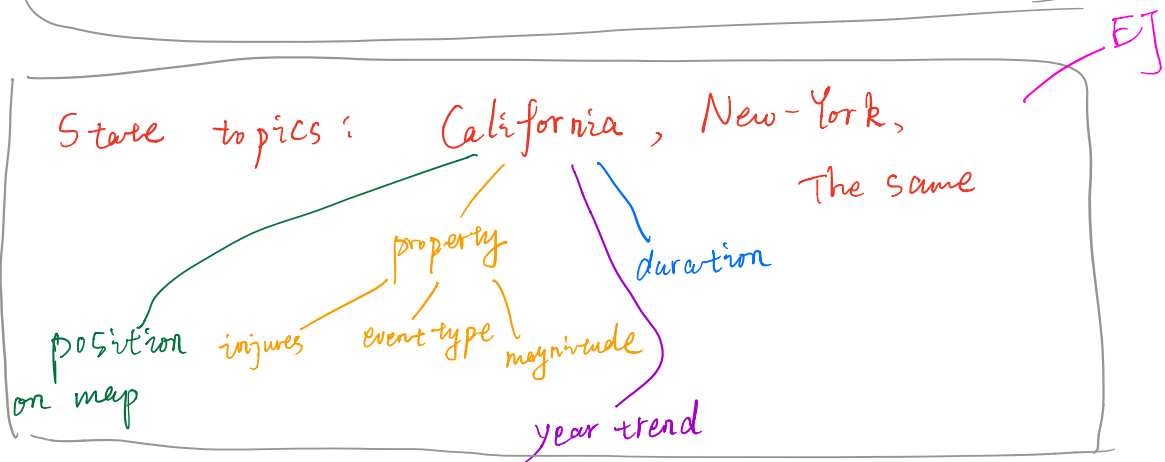 EJ
State topics: California, New-York,
The same
property
duration
position
on map
injures
event type
magnitude
year trend